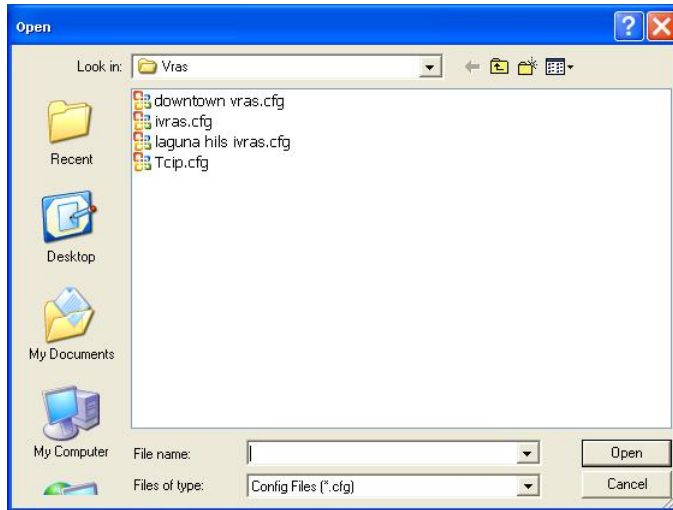 Open
Look in: Vras
downtown vras.cfg
ivras.cfg
laguna hils ivras.cfg
Tcip.cfg
Recent
Desktop
My Documents
My Computer
File name: Open
Files of type: Config Files (*.cfg) Cancel